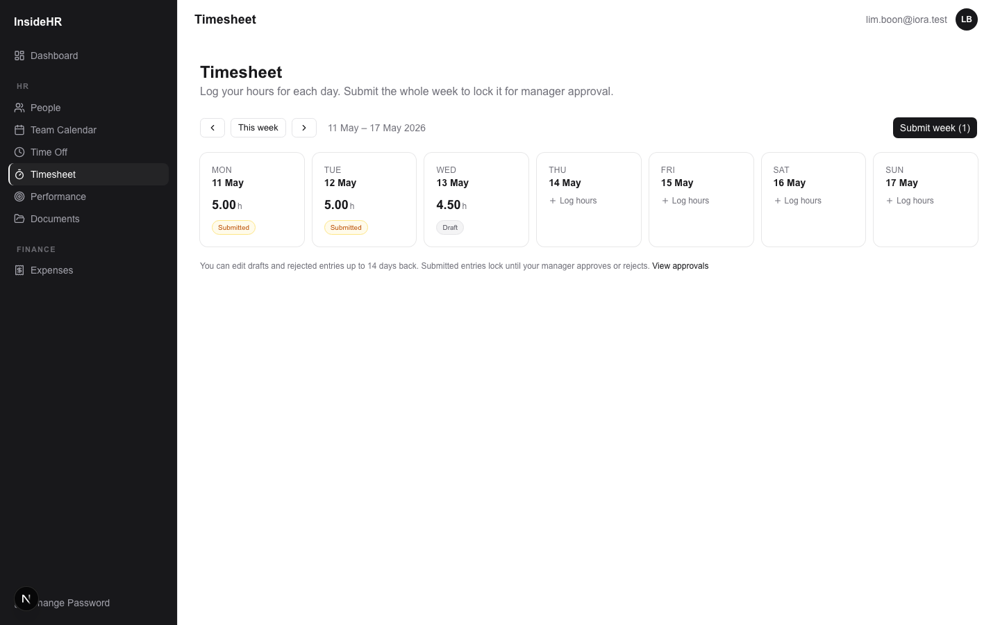 InsideHR
Dashboard
HR
People
Team Calendar
Time Off
Timesheet
Performance
Documents
FINANCE
Expenses
hange Password
N
Timesheet
lim.boon@iora.test
LB
Timesheet
Log your hours for each day. Submit the whole week to lock it for manager approval.
This week
11 May – 17 May 2026
Submit week (1)
MON
11 May
5.00 h
Submitted
TUE
12 May
5.00 h
Submitted
WED
13 May
4.50 h
Draft
THU
14 May
+ Log hours
FRI
15 May
+ Log hours
SAT
16 May
+ Log hours
SUN
17 May
+ Log hours
You can edit drafts and rejected entries up to 14 days back. Submitted entries lock until your manager approves or rejects. View approvals